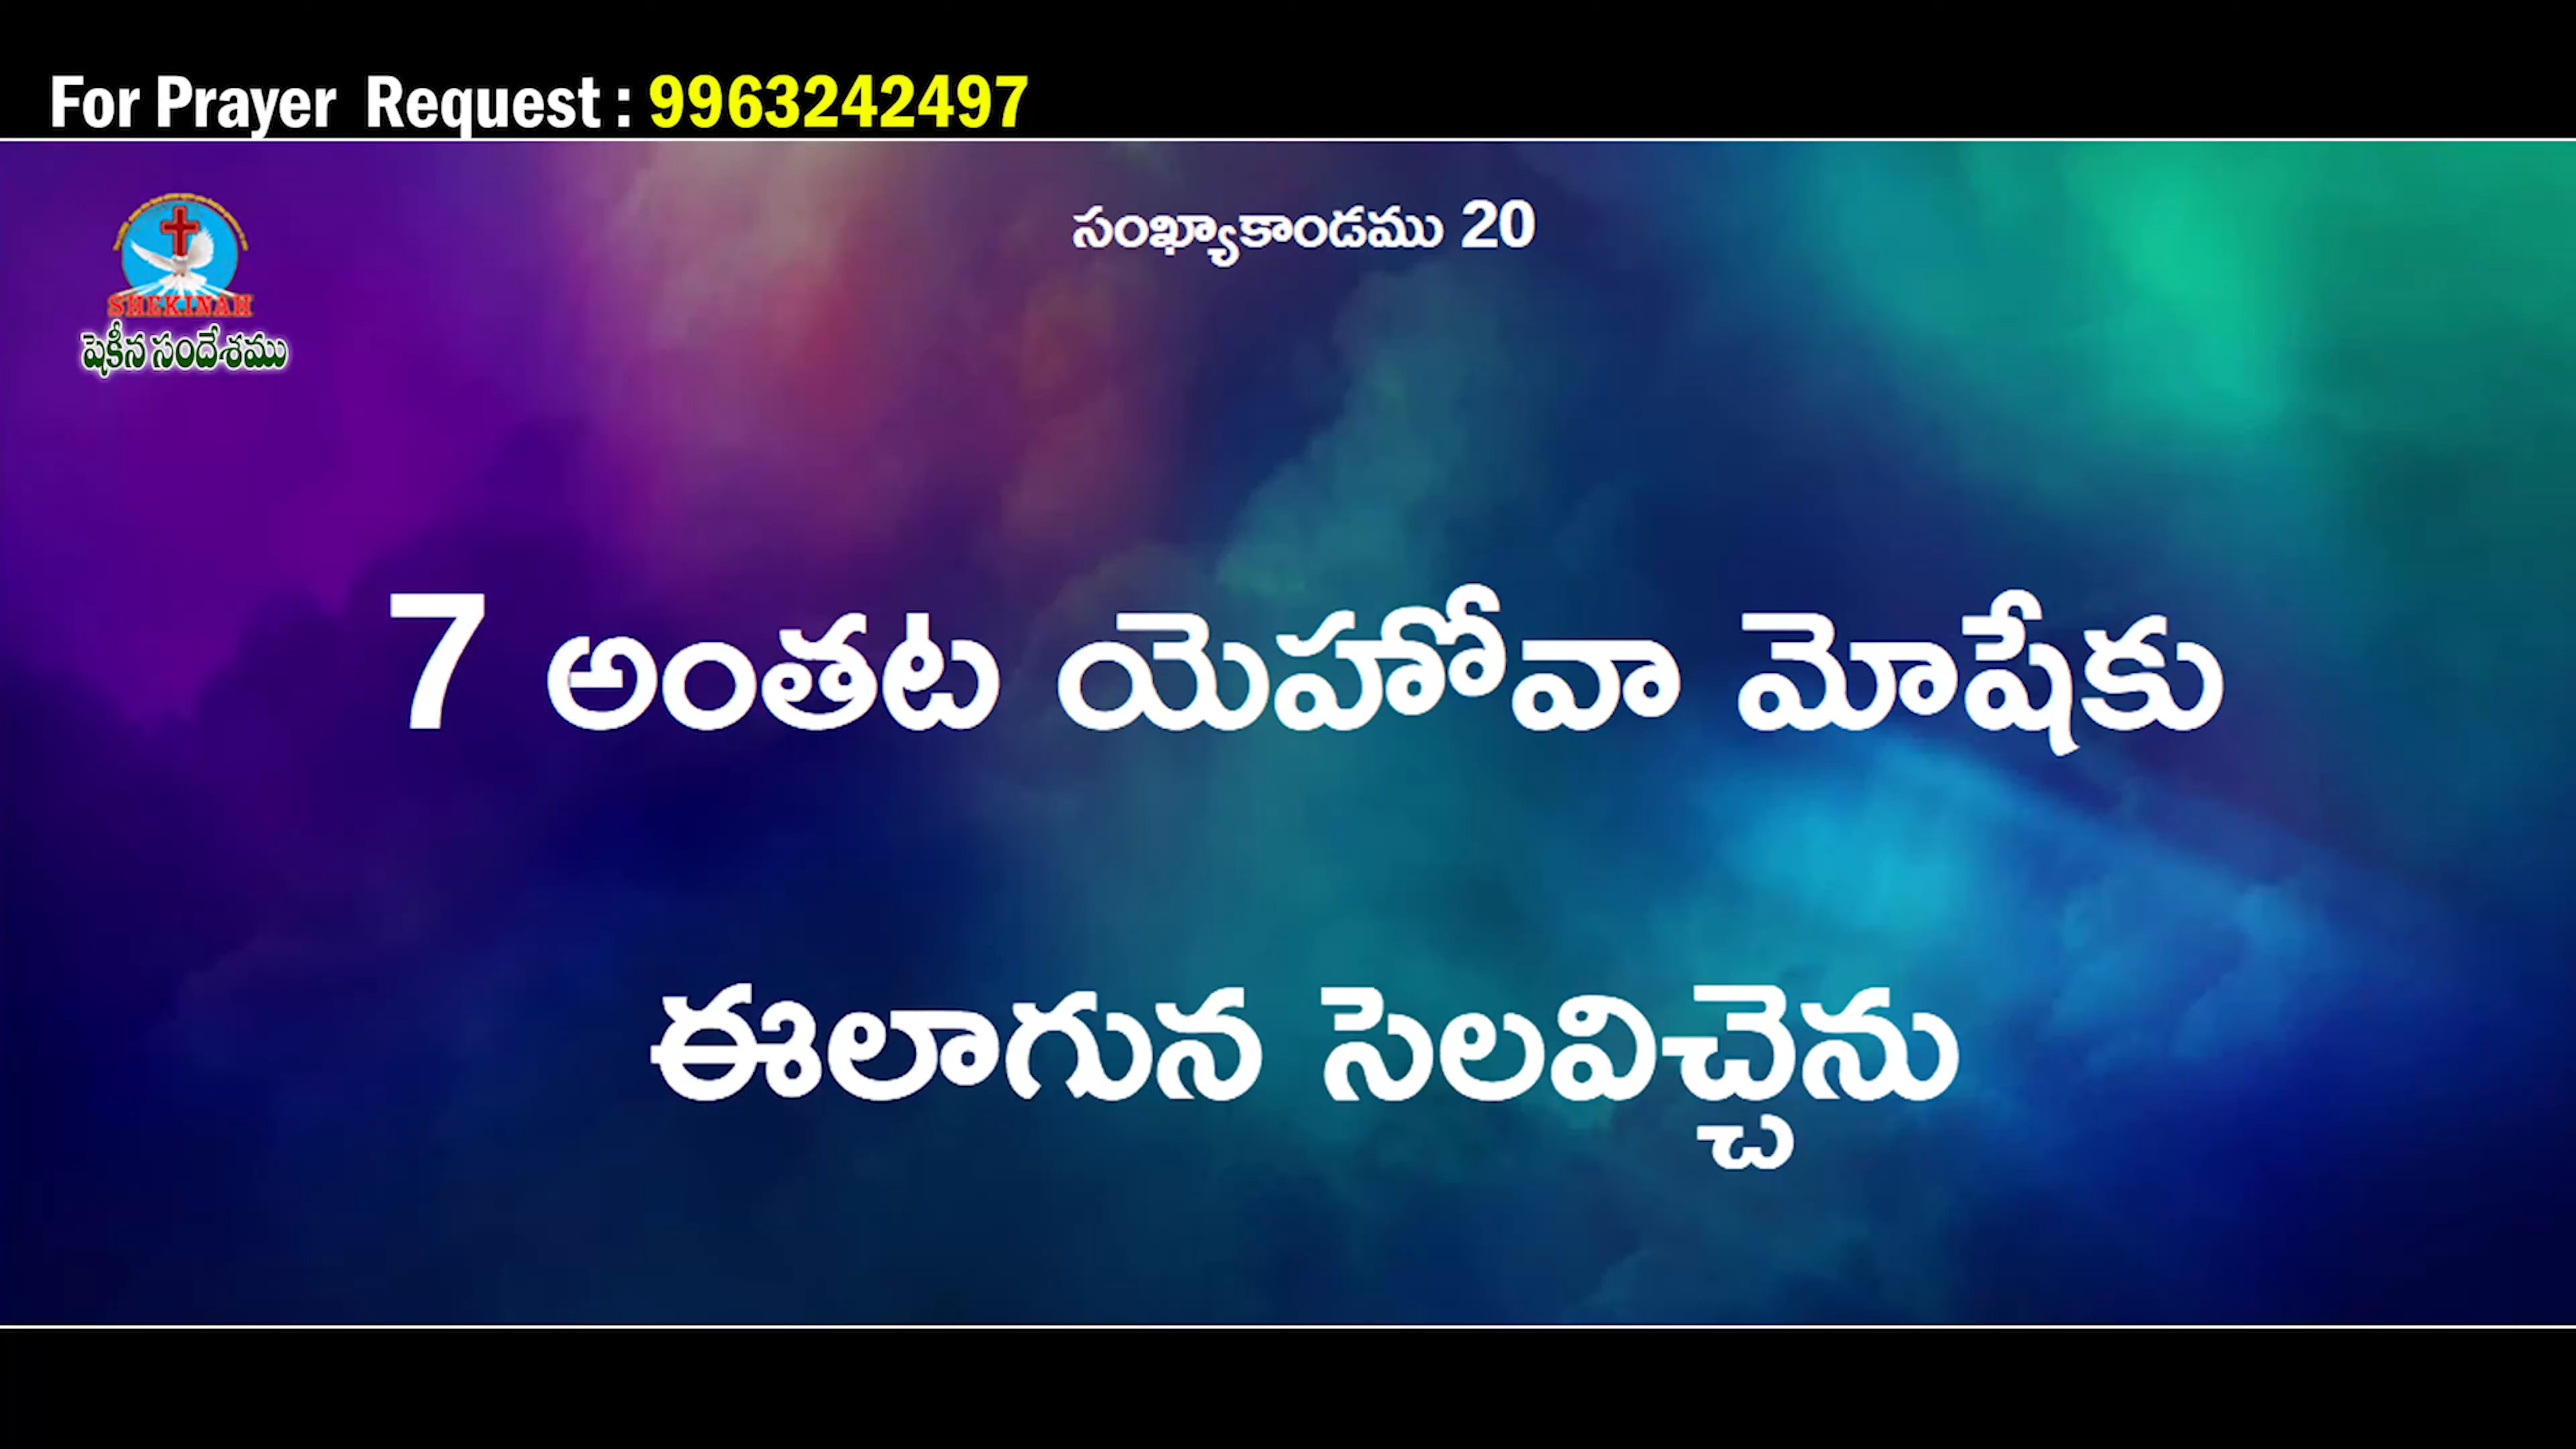 For Prayer Request : 9963242497
సంఖ్యాకాండము 20
SHEKINAH
షెకీన సందేశము
7 అంతట యెహోవా మోషేకు
ఈలాగున సెలవిచ్చెను